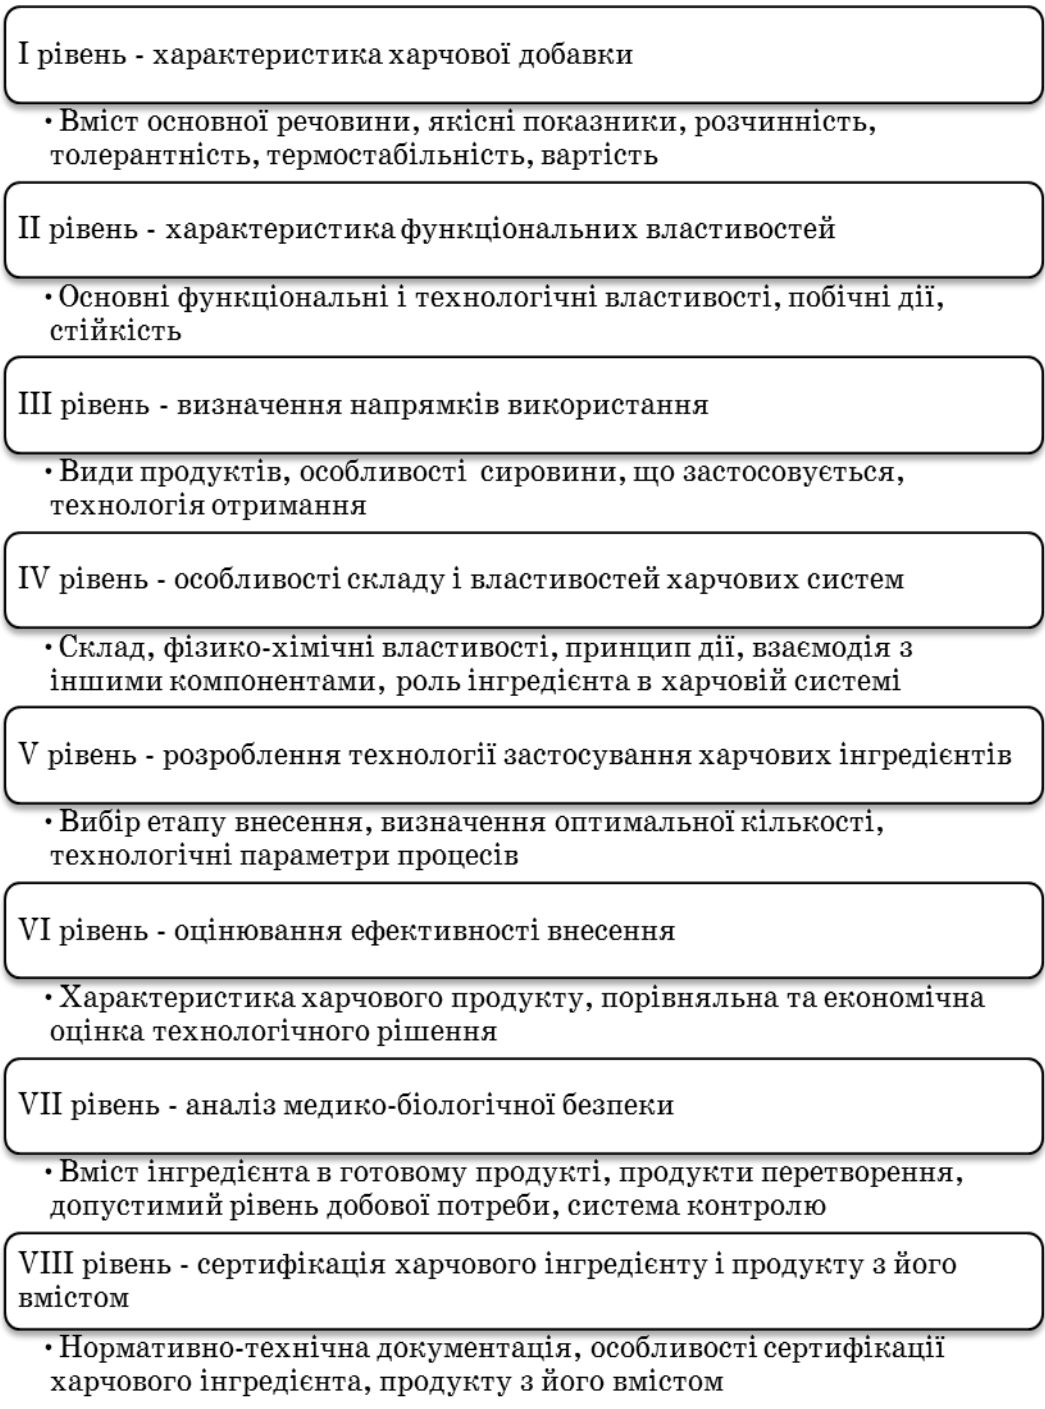 І рівень - характеристика харчової добавки
• Вміст основної речовини, якісні показники, розчинність,
толерантність, термостабільність, вартість
ІІ рівень - характеристика функціональних властивостей
• Основні функціональні і технологічні властивості, побічні дії,
стійкість
ІІІ рівень - визначення напрямків використання
• Види продуктів, особливості сировини, що застосовується,
технологія отримання
IV рівень - особливості складу і властивостей харчових систем
• Склад, фізико-хімічні властивості, принцип дії, взаємодія з
іншими компонентами, роль інгредієнта в харчовій системі
V рівень - розроблення технології застосування харчових інгредієнтів
• Вибір етапу внесення, визначення оптимальної кількості,
технологічні параметри процесів
VI рівень - оцінювання ефективності внесення
• Характеристика харчового продукту, порівняльна та економічна
оцінка технологічного рішення
VII рівень - аналіз медико-біологічної безпеки
• Вміст інгредієнта в готовому продукті, продукти перетворення,
допустимий рівень добової потреби, система контролю
VIII рівень - сертифікація харчового інгредієнту і продукту з його
вмістом
• Нормативно-технічна документація, особливості сертифікації
харчового інгредієнта, продукту з його вмістом